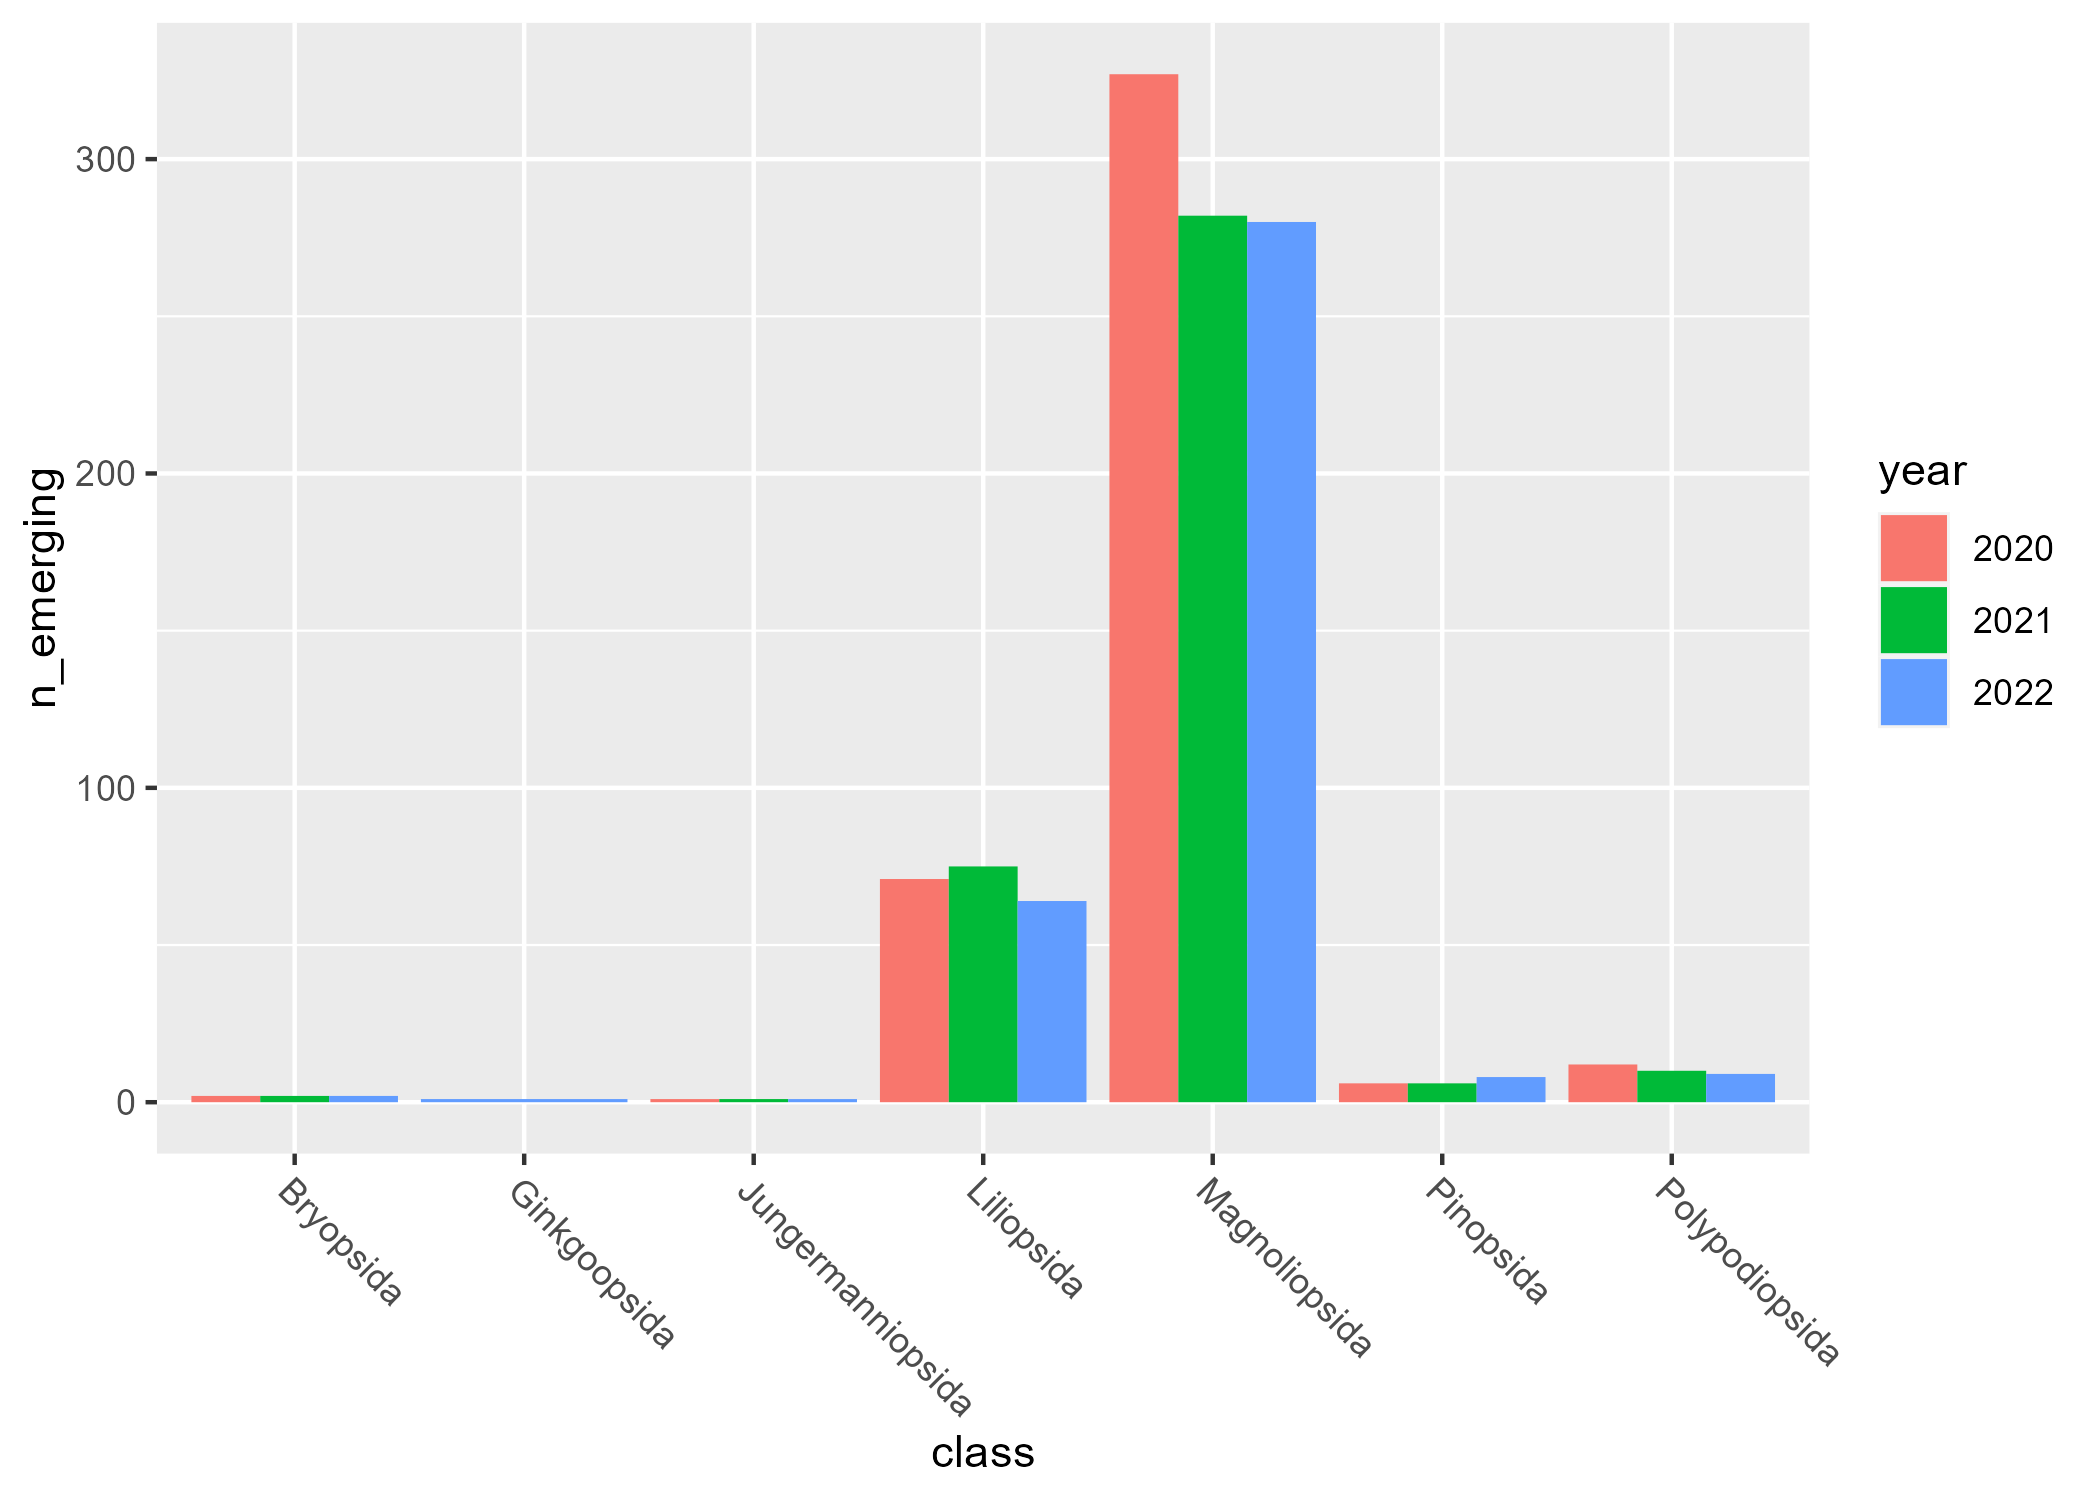 n_emerging
300
200
100
0
Bryopsida
Ginkgoopsida
Jungermanniopsida
Liliopsida
Magnoliopsida
Pinopsida
Polypodiopsida
class
year
2020
2021
2022